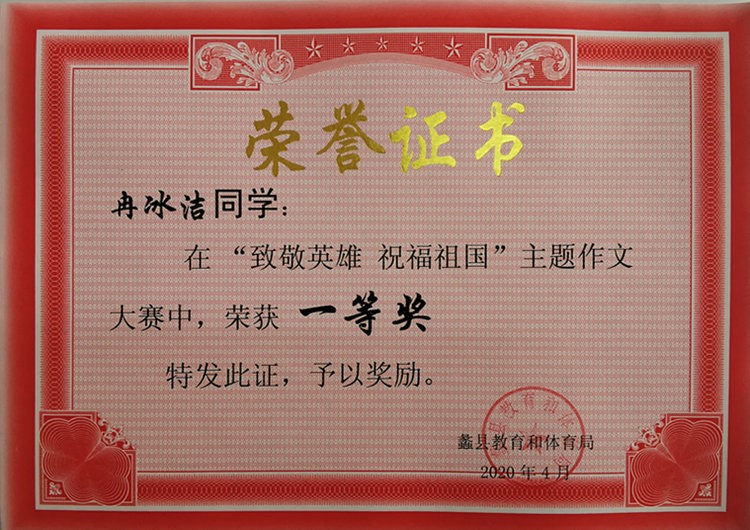 荣誉证书
冉冰洁同学：
在“致敬英雄 祝福祖国”主题作文
大赛中，荣获 一等奖
特发此证，予以奖励。
蠡县教育和体育局
2020年4月